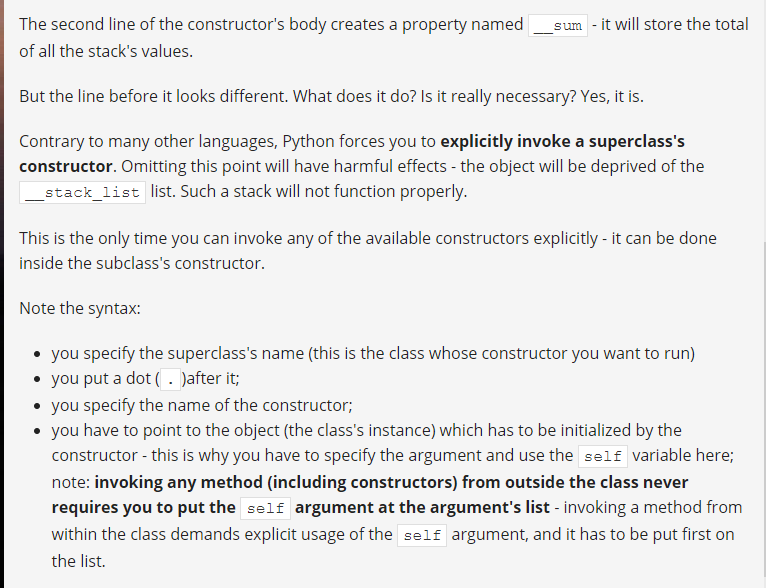 The second line of the constructor's body creates a property named __sum - it will store the total
of all the stack's values.
But the line before it looks different. What does it do? Is it really necessary? Yes, it is.
Contrary to many other languages, Python forces you to explicitly invoke a superclass's
constructor. Omitting this point will have harmful effects - the object will be deprived of the
__stack_list list. Such a stack will not function properly.
This is the only time you can invoke any of the available constructors explicitly - it can be done
inside the subclass's constructor.
Note the syntax:
• you specify the superclass's name (this is the class whose constructor you want to run)
• you put a dot ( . )after it;
• you specify the name of the constructor;
• you have to point to the object (the class's instance) which has to be initialized by the
constructor - this is why you have to specify the argument and use the self variable here;
note: invoking any method (including constructors) from outside the class never
requires you to put the self argument at the argument's list - invoking a method from
within the class demands explicit usage of the self argument, and it has to be put first on
the list.